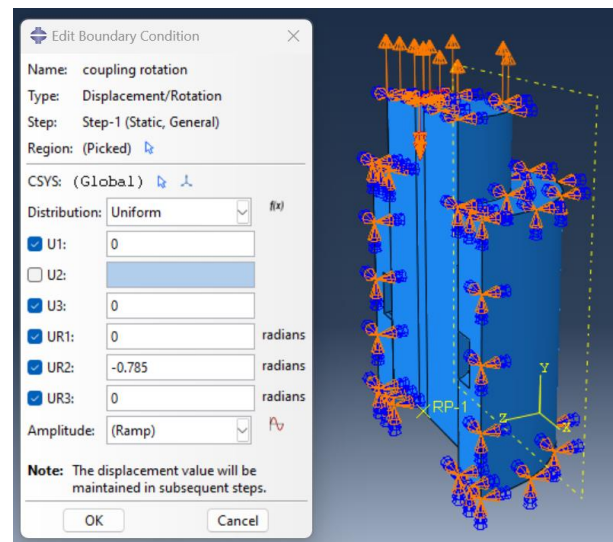 Edit Boundary Condition
Name: coupling rotation
Type: Displacement/Rotation
Step: Step-1 (Static, General)
Region: (Picked)
CSYS: (Global)
Distribution: Uniform f(x)
U1: 0
U2:
U3: 0
UR1: 0 radians
UR2: -0.785 radians
UR3: 0 radians
Amplitude: (Ramp)
Note: The displacement value will be
maintained in subsequent steps.
OK Cancel
Y
RP-1
Z X